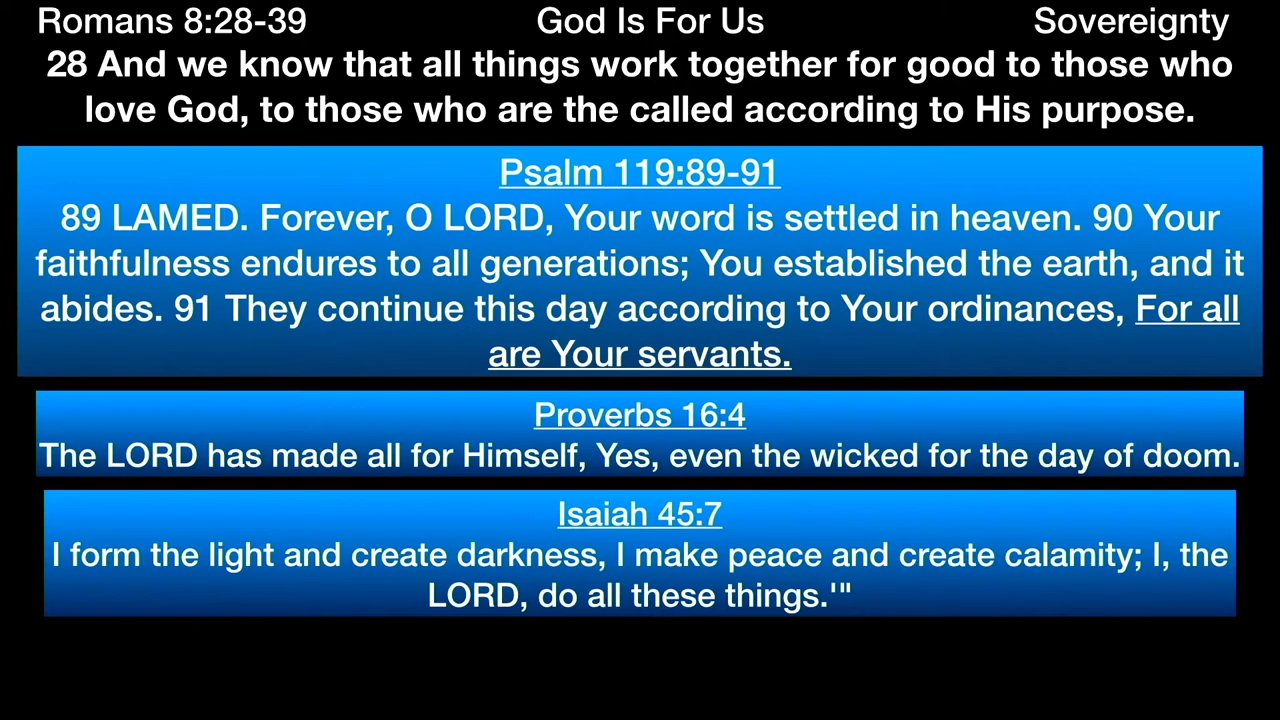 Romans 8:28-39 God Is For Us Sovereignty
28 And we know that all things work together for good to those who
love God, to those who are the called according to His purpose.
Psalm 119:89-91
89 LAMED. Forever, O LORD, Your word is settled in heaven. 90 Your
faithfulness endures to all generations; You established the earth, and it
abides. 91 They continue this day according to Your ordinances, For all
are Your servants.
Proverbs 16:4
The LORD has made all for Himself, Yes, even the wicked for the day of doom.
Isaiah 45:7
I form the light and create darkness, I make peace and create calamity; I, the
LORD, do all these things.'"